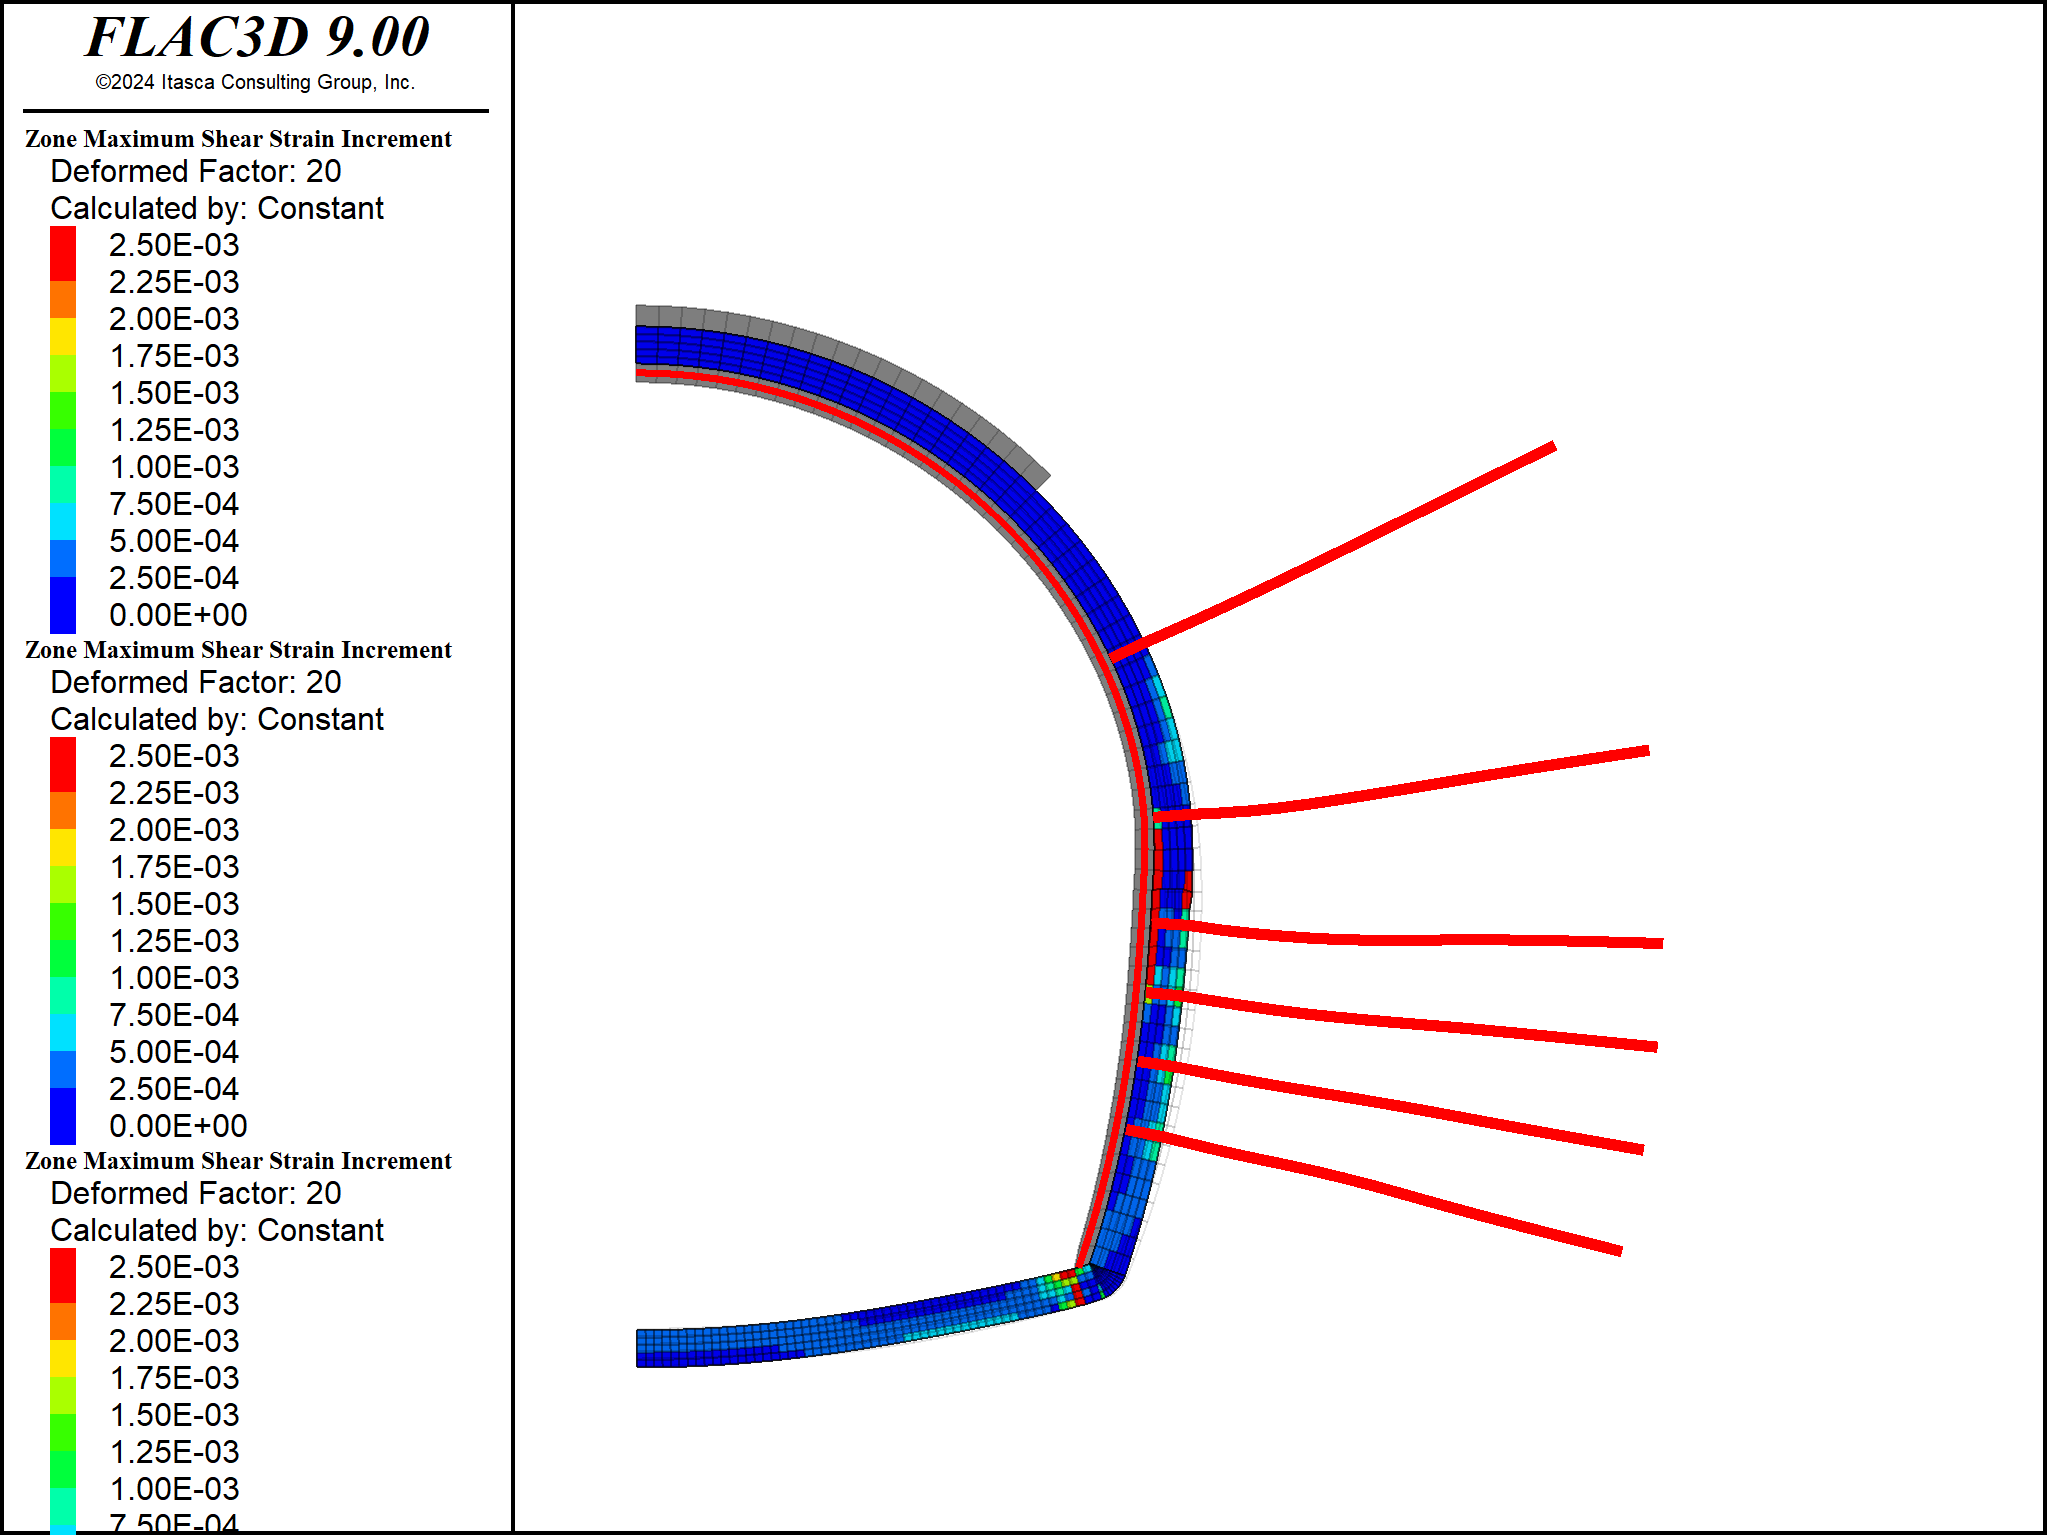 FLAC3D 9.00
©2024 Itasca Consulting Group, Inc.
Zone Maximum Shear Strain Increment
Deformed Factor: 20
Calculated by: Constant
2.50E-03
2.25E-03
2.00E-03
1.75E-03
1.50E-03
1.25E-03
1.00E-03
7.50E-04
5.00E-04
2.50E-04
0.00E+00
Zone Maximum Shear Strain Increment
Deformed Factor: 20
Calculated by: Constant
2.50E-03
2.25E-03
2.00E-03
1.75E-03
1.50E-03
1.25E-03
1.00E-03
7.50E-04
5.00E-04
2.50E-04
0.00E+00
Zone Maximum Shear Strain Increment
Deformed Factor: 20
Calculated by: Constant
2.50E-03
2.25E-03
2.00E-03
1.75E-03
1.50E-03
1.25E-03
1.00E-03
7.50E-04